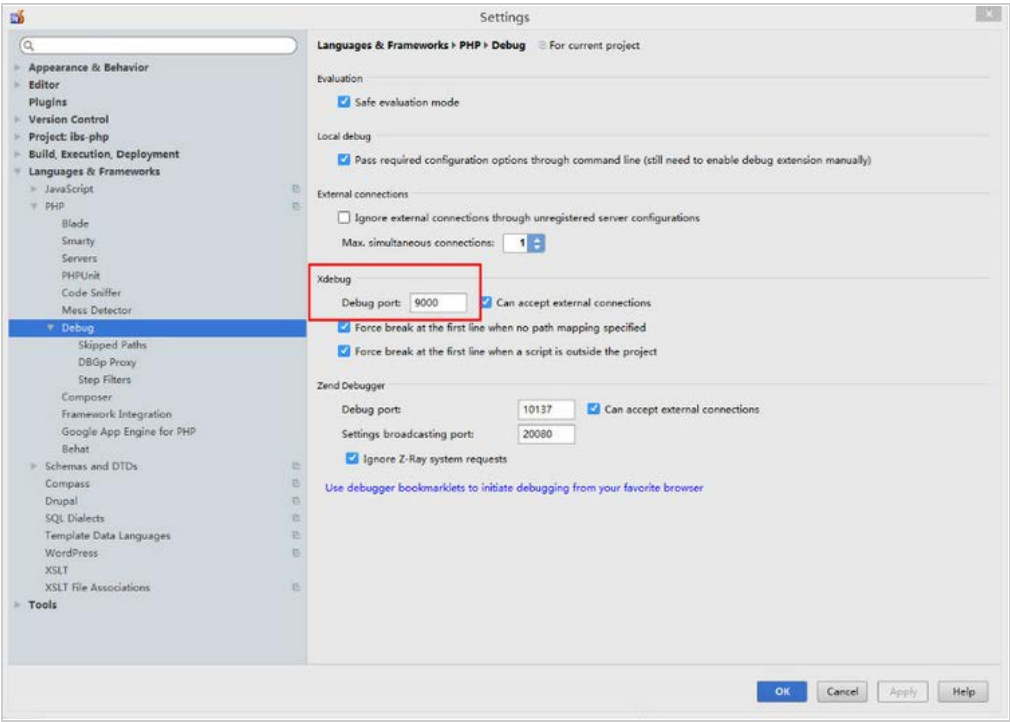 Settings
Appearance & Behavior
Editor
Plugins
Version Control
Project: ibs-php
Build, Execution, Deployment
Languages & Frameworks
JavaScript
PHP
Blade
Smarty
Servers
PHPUnit
Code Sniffer
Mess Detector
Debug
Skipped Paths
DBGp Proxy
Step Filters
Composer
Framework Integration
Google App Engine for PHP
Behat
Schemas and DTDs
Compass
Drupal
SQL Dialects
Template Data Languages
WordPress
XSLT
XSLT File Associations
Tools
Languages & Frameworks › PHP › Debug For current project
Evaluation
Safe evaluation mode
Local debug
Pass required configuration options through command line (still need to enable debug extension manually)
External connections
Ignore external connections through unregistered server configurations
Max. simultaneous connections: 1
Xdebug
Debug port: 9000 Can accept external connections
Force break at the first line when no path mapping specified
Force break at the first line when a script is outside the project
Zend Debugger
Debug port: 10137 Can accept external connections
Settings broadcasting port: 20080
Ignore Z-Ray system requests
Use debugger bookmarklets to initiate debugging from your favorite browser
OK Cancel Apply Help